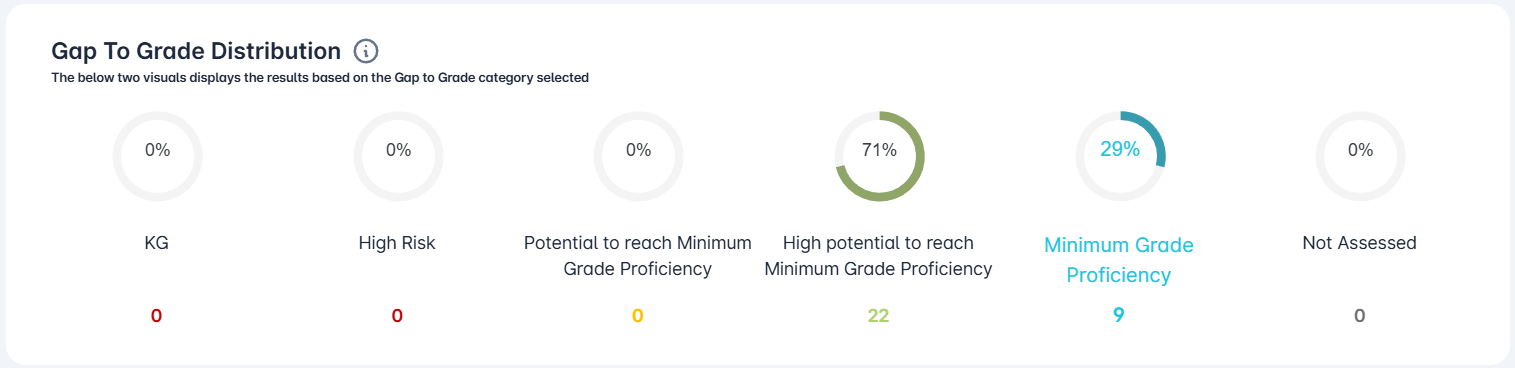 Gap To Grade Distribution
The below two visuals displays the results based on the Gap to Grade category selected
0%
0%
0%
71%
29%
0%
KG
High Risk
Potential to reach Minimum
Grade Proficiency
High potential to reach
Minimum Grade Proficiency
Minimum Grade
Proficiency
Not Assessed
0
0
0
22
9
0